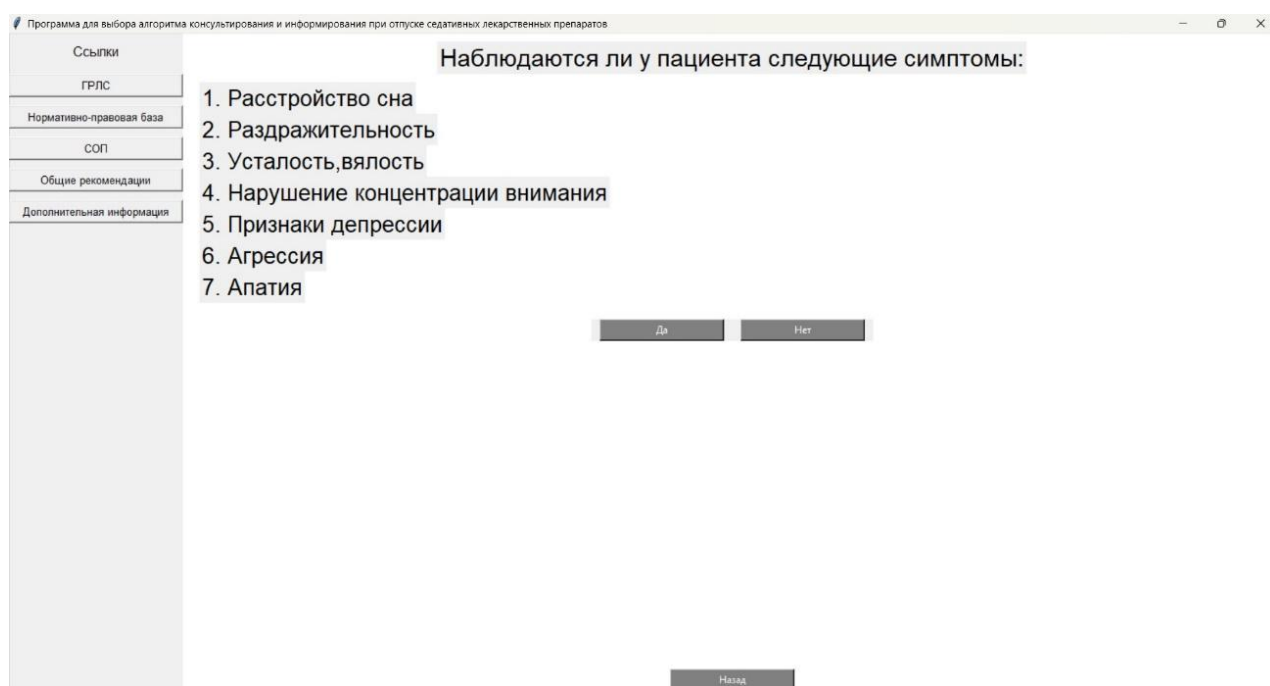 Программа для выбора алгоритма консультирования и информирования при отпуске седативных лекарственных препаратов
Ссылки
ГРЛС
Нормативно-правовая база
СОП
Общие рекомендации
Дополнительная информация
Наблюдаются ли у пациента следующие симптомы:
1. Расстройство сна
2. Раздражительность
3. Усталость,вялость
4. Нарушение концентрации внимания
5. Признаки депрессии
6. Агрессия
7. Апатия
Да Нет
Назад